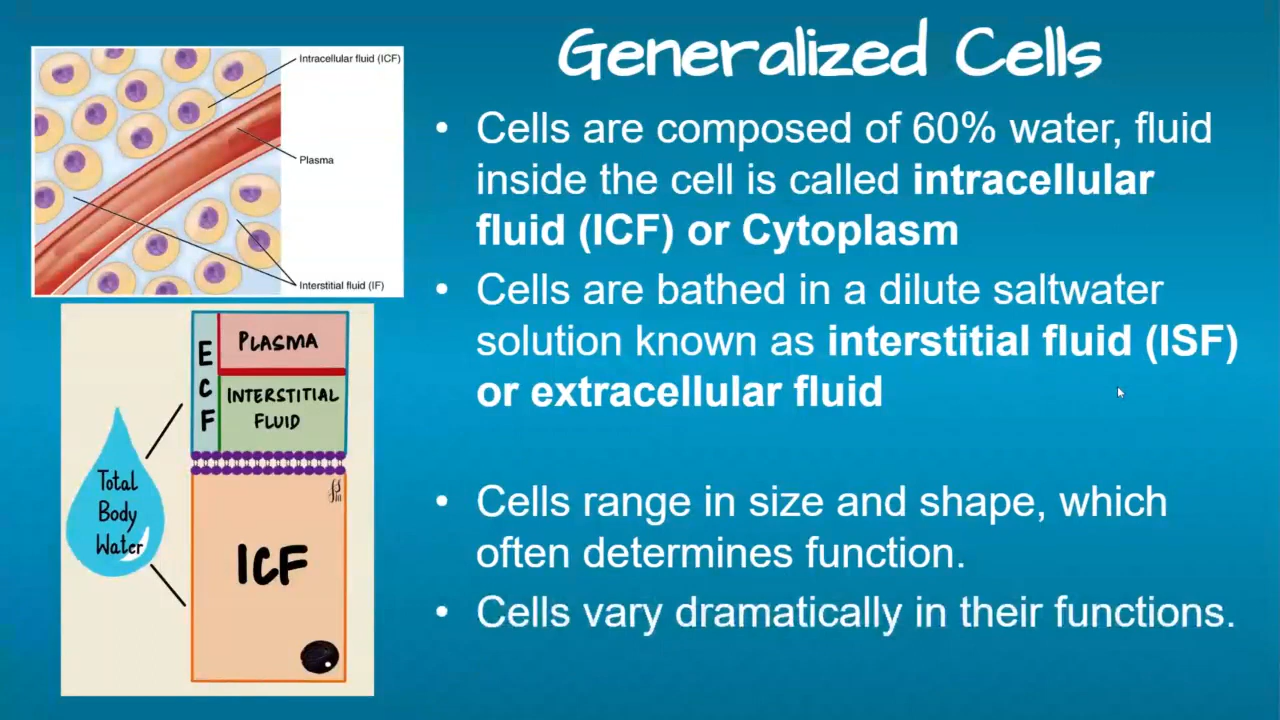 Generalized Cells
Intracellular fluid (ICF)
Plasma
Interstitial fluid (IF)
• Cells are composed of 60% water, fluid
inside the cell is called intracellular
fluid (ICF) or Cytoplasm
• Cells are bathed in a dilute saltwater
solution known as interstitial fluid (ISF)
or extracellular fluid
• Cells range in size and shape, which
often determines function.
• Cells vary dramatically in their functions.
ECF
PLASMA
INTERSTITIAL
FLUID
Total
Body
Water
ICF